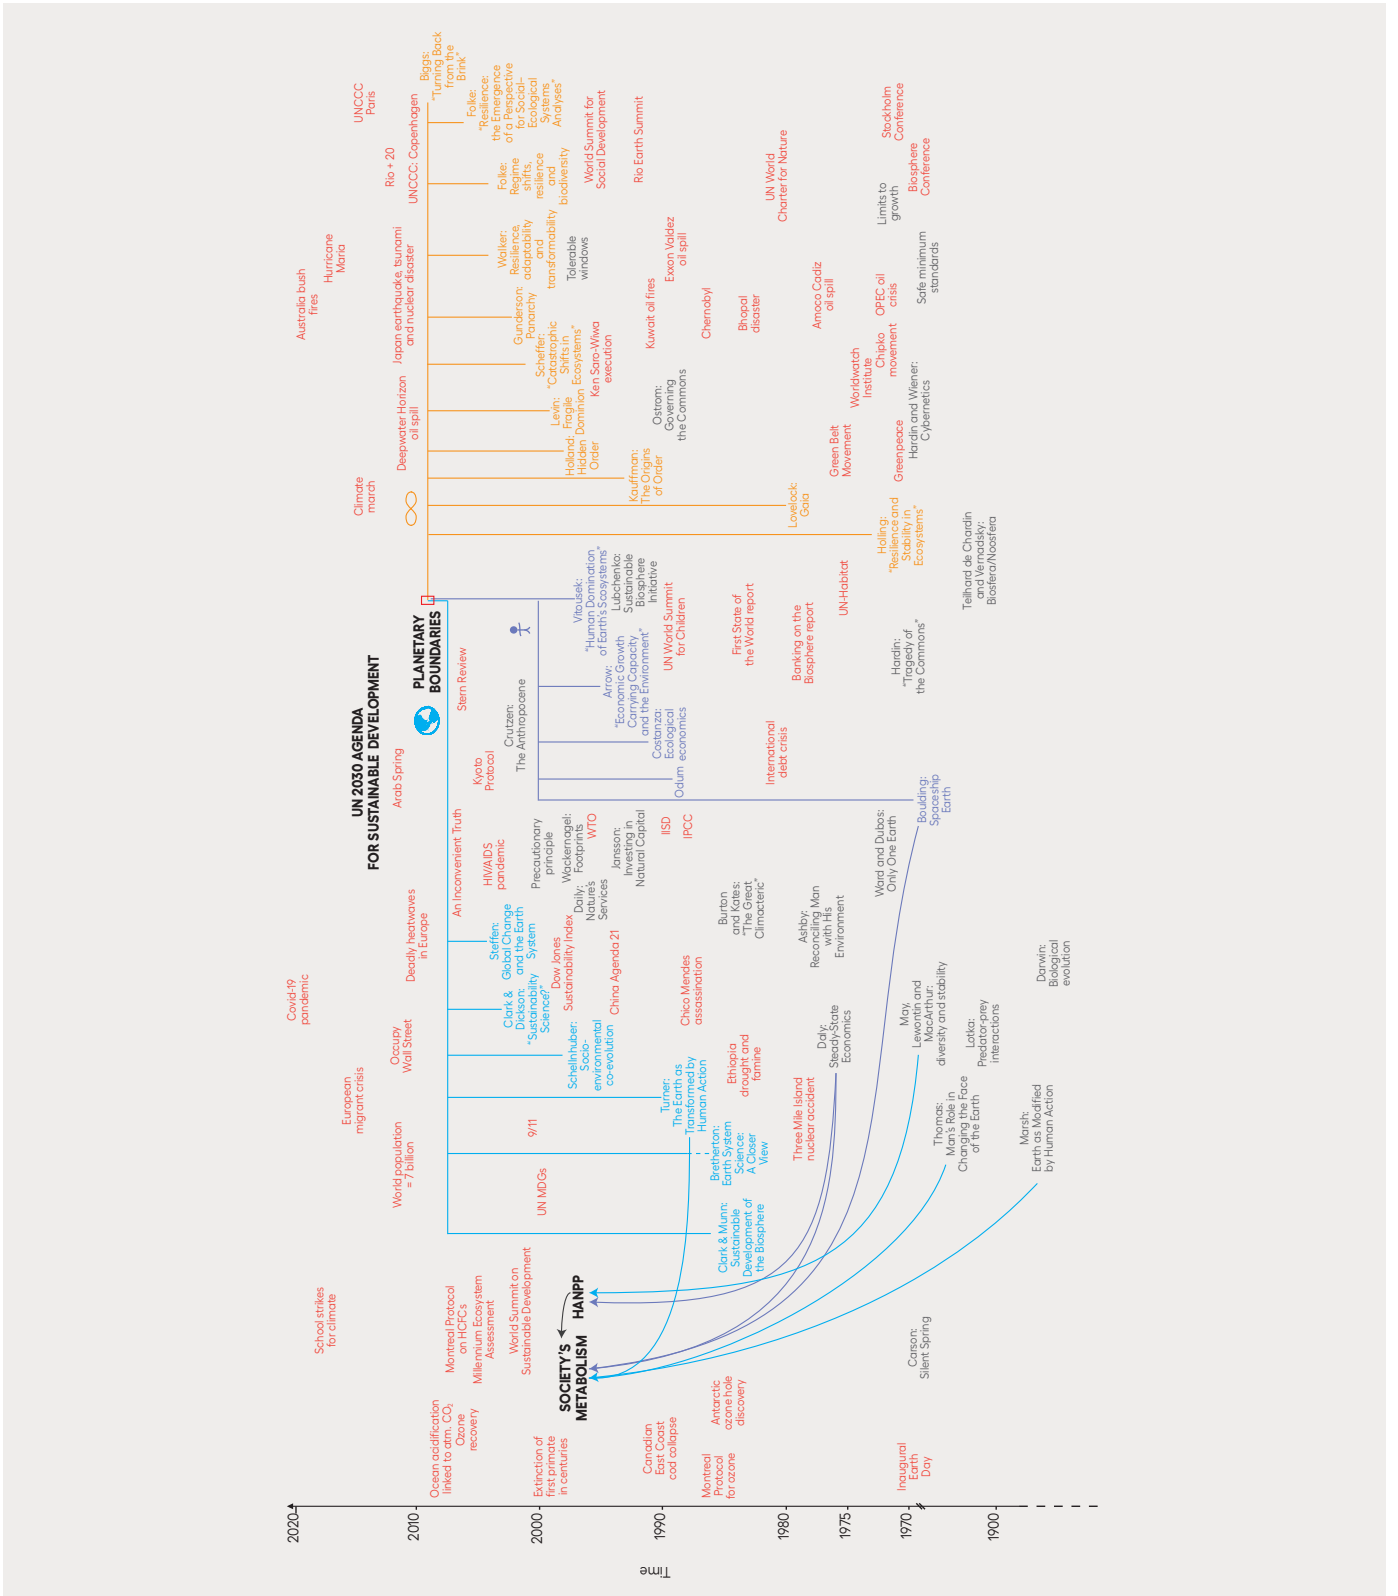 2020
Covid-19
pandemic
Australia bush
fires
School strikes
for climate
Hurricane
Maria
European
migrant crisis
UN 2030 AGENDA
FOR SUSTAINABLE DEVELOPMENT
Climate
march
UNCCC
Paris
World population
= 7 billion
Occupy
Wall Street
Arab Spring
Rio + 20
Deadly heatwaves
in Europe
Deepwater Horizon
oil spill
Japan earthquake, tsunami
and nuclear disaster
UNCCC: Copenhagen
2010
PLANETARY
BOUNDARIES
Biggs:
"Turning Back
from the
Brink"
Ocean acidification
linked to atm. CO2
Ozone
recovery
Montreal Protocol
on HCFCs
Millennium Ecosystem
Assessment
An Inconvenient Truth
Stern Review
Kyoto
Protocol
HIV/AIDS
pandemic
Folke:
"Resilience:
the Emergence
of a Perspective
for Social–
Ecological
Systems
Analyses"
Steffen:
Global Change
and the Earth
System
Clark &
Dickson:
"Sustainability
Science?"
Crutzen:
The Anthropocene
Walker:
Resilience,
adaptability
and
transformability
Folke:
Regime
shifts,
resilience
and
biodiversity
World Summit on
Sustainable Development
Gunderson:
Panarchy
Scheffer:
"Catastrophic
Shifts in
Ecosystems"
2000
Extinction of
first primate
in centuries
UN MDGs
9/11
Precautionary
principle
Dow Jones
Sustainability Index
Levin:
Fragile
Dominion
SOCIETY'S
METABOLISM
HANPP
Schellnhuber:
Socio-
environmental
co-evolution
Wackernagel:
Footprints
Daily:
Nature's
Services
WTO
Vitousek:
"Human Domination
of Earth's Ecosystems"
Holland:
Hidden
Order
Tolerable
windows
Ken Saro-Wiwa
execution
World Summit for
Social Development
China Agenda 21
Jansson:
Investing in
Natural Capital
Arrow:
"Economic Growth
Carrying Capacity
and the Environment"
Lubchenko:
Sustainable
Biosphere
Initiative
Kauffman:
The Origins
of Order
Rio Earth Summit
1990
Canadian
East Coast
cod collapse
Turner:
The Earth as
Transformed by
Human Action
IISD
Costanza:
Ecological
economics
Odum
UN World Summit
for Children
Ostrom:
Governing
the Commons
Kuwait oil fires
Exxon Valdez
oil spill
Chico Mendes
assassination
IPCC
Montreal
Protocol
for ozone
Antarctic
ozone hole
discovery
Clark & Munn:
Sustainable
Development of
the Biosphere
Bretherton:
Earth System
Science:
A Closer
View
Ethiopia
drought and
famine
Burton
and Kates:
"The Great
Climacteric"
First State of
the World report
Chernobyl
Bhopal
disaster
International
debt crisis
UN World
Charter for Nature
1980
Three Mile Island
nuclear accident
Banking on the
Biosphere report
Lovelock:
Gaia
Ashby:
Reconciling Man
with His
Environment
Amoco Cadiz
oil spill
Daly:
Steady-State
Economics
1975
UN-Habitat
Green Belt
Movement
Worldwatch
Institute
Ward and Dubos:
Only One Earth
Holling:
"Resilience and
Stability in
Ecosystems"
Chipko
movement
OPEC oil
crisis
Limits to
growth
Stockholm
Conference
1970
Inaugural
Earth
Day
Carson:
Silent Spring
May,
Lewontin and
MacArthur:
diversity and stability
Boulding:
Spaceship
Earth
Hardin:
"Tragedy of
the Commons"
Greenpeace
Hardin and Wiener:
Cybernetics
Safe minimum
standards
Biosphere
Conference
Thomas:
Man's Role in
Changing the Face
of the Earth
Lotka:
Predator-prey
interactions
Teilhard de Chardin
and Vernadsky:
Biosfera/Noosfera
1900
Marsh:
Earth as Modified
by Human Action
Darwin:
Biological
evolution
Time